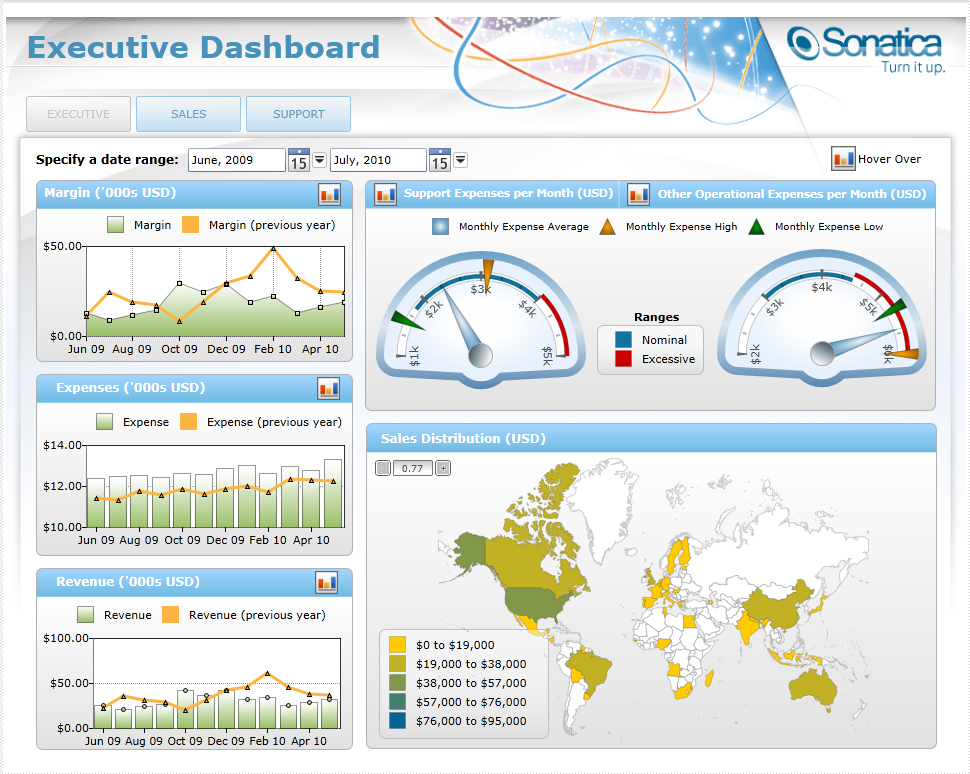 Executive Dashboard
Sonatica
Turn it up.
EXECUTIVE
SALES
SUPPORT
Specify a date range:
June, 2009
15
July, 2010
15
Hover Over
Margin ('000s USD)
Margin
Margin (previous year)
$50.00
$0.00
Jun 09 Aug 09 Oct 09 Dec 09 Feb 10 Apr 10
Expenses ('000s USD)
Expense
Expense (previous year)
$14.00
$12.00
$10.00
Jun 09 Aug 09 Oct 09 Dec 09 Feb 10 Apr 10
Revenue ('000s USD)
Revenue
Revenue (previous year)
$100.00
$50.00
$0.00
Jun 09 Aug 09 Oct 09 Dec 09 Feb 10 Apr 10
Support Expenses per Month (USD)
Other Operational Expenses per Month (USD)
Monthly Expense Average
Monthly Expense High
Monthly Expense Low
$1k
$2k
$3k
$4k
$5k
Ranges
Nominal
Excessive
$2k
$3k
$4k
$5k
$6k
Sales Distribution (USD)
0.77
$0 to $19,000
$19,000 to $38,000
$38,000 to $57,000
$57,000 to $76,000
$76,000 to $95,000